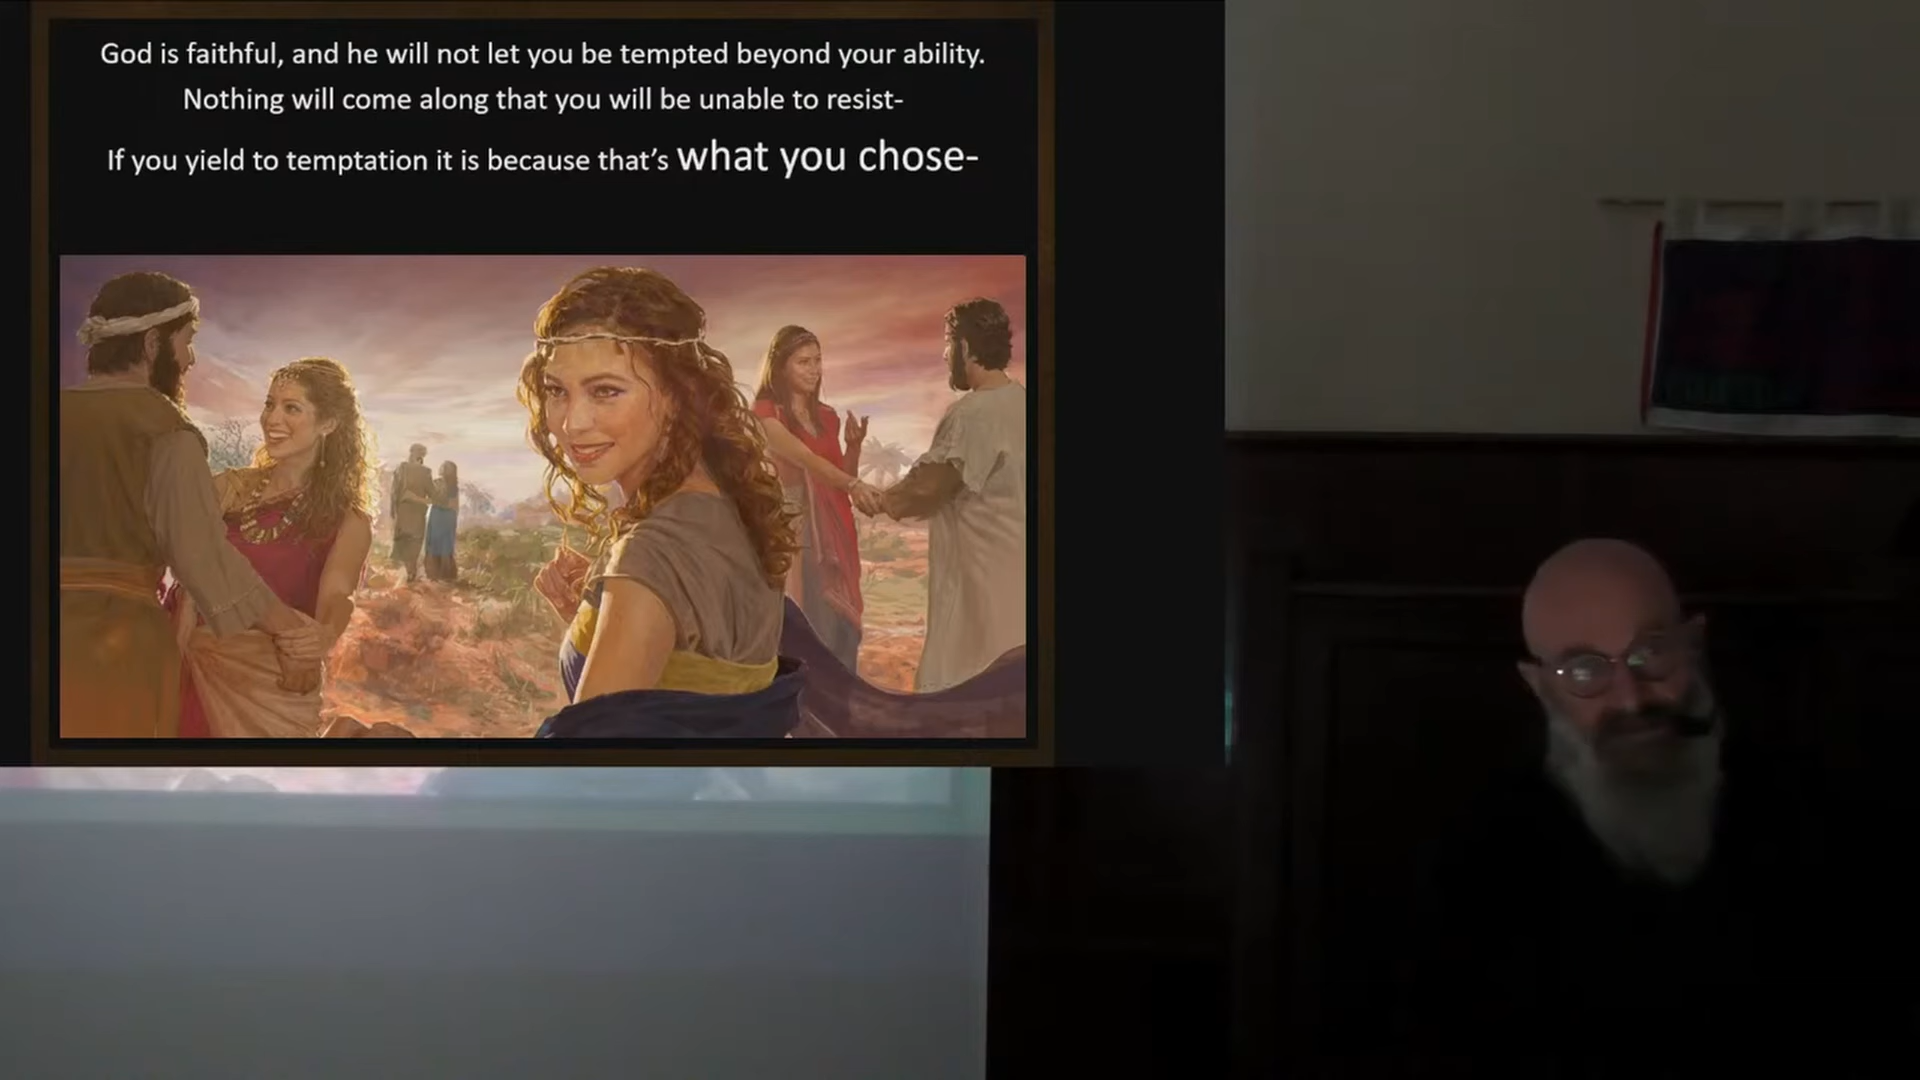 God is faithful, and he will not let you be tempted beyond your ability.
Nothing will come along that you will be unable to resist-
If you yield to temptation it is because that's what you chose-